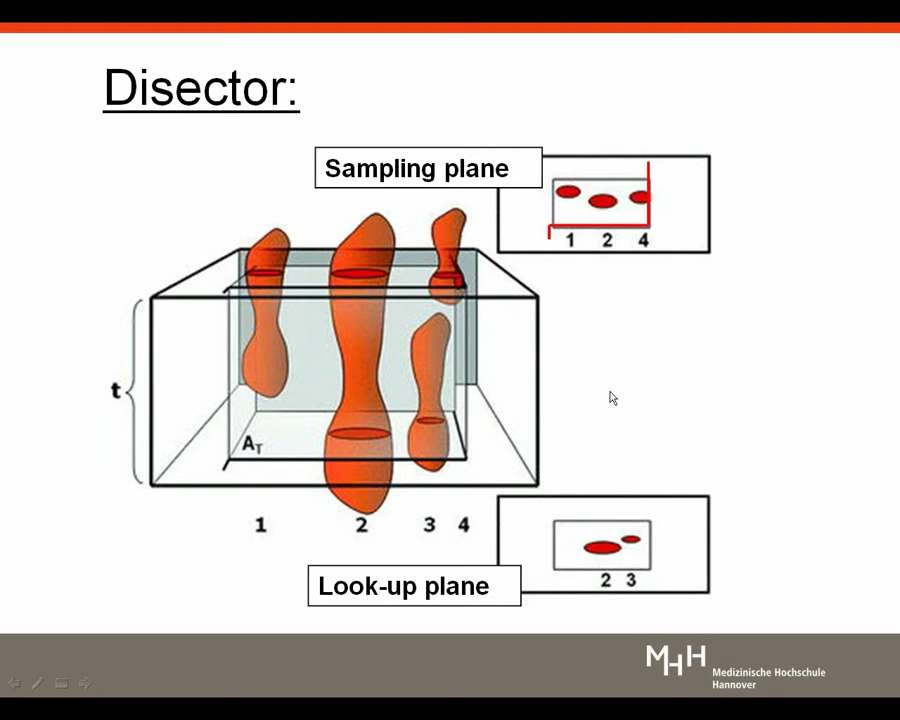 Disector:
Sampling plane
1 2 4
t
AT
1 2 3 4
2 3
Look-up plane
MHH
Medizinische Hochschule
Hannover